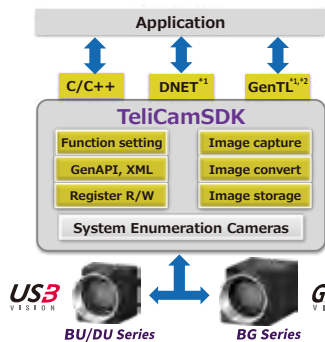 Application
C/C++
DNET*1
GenTL*1,*2
TeliCamSDK
Function setting
Image capture
GenAPI, XML
Image convert
Register R/W
Image storage
System Enumeration Cameras
USB3
VISION
G
V
BU/DU Series
BG Series